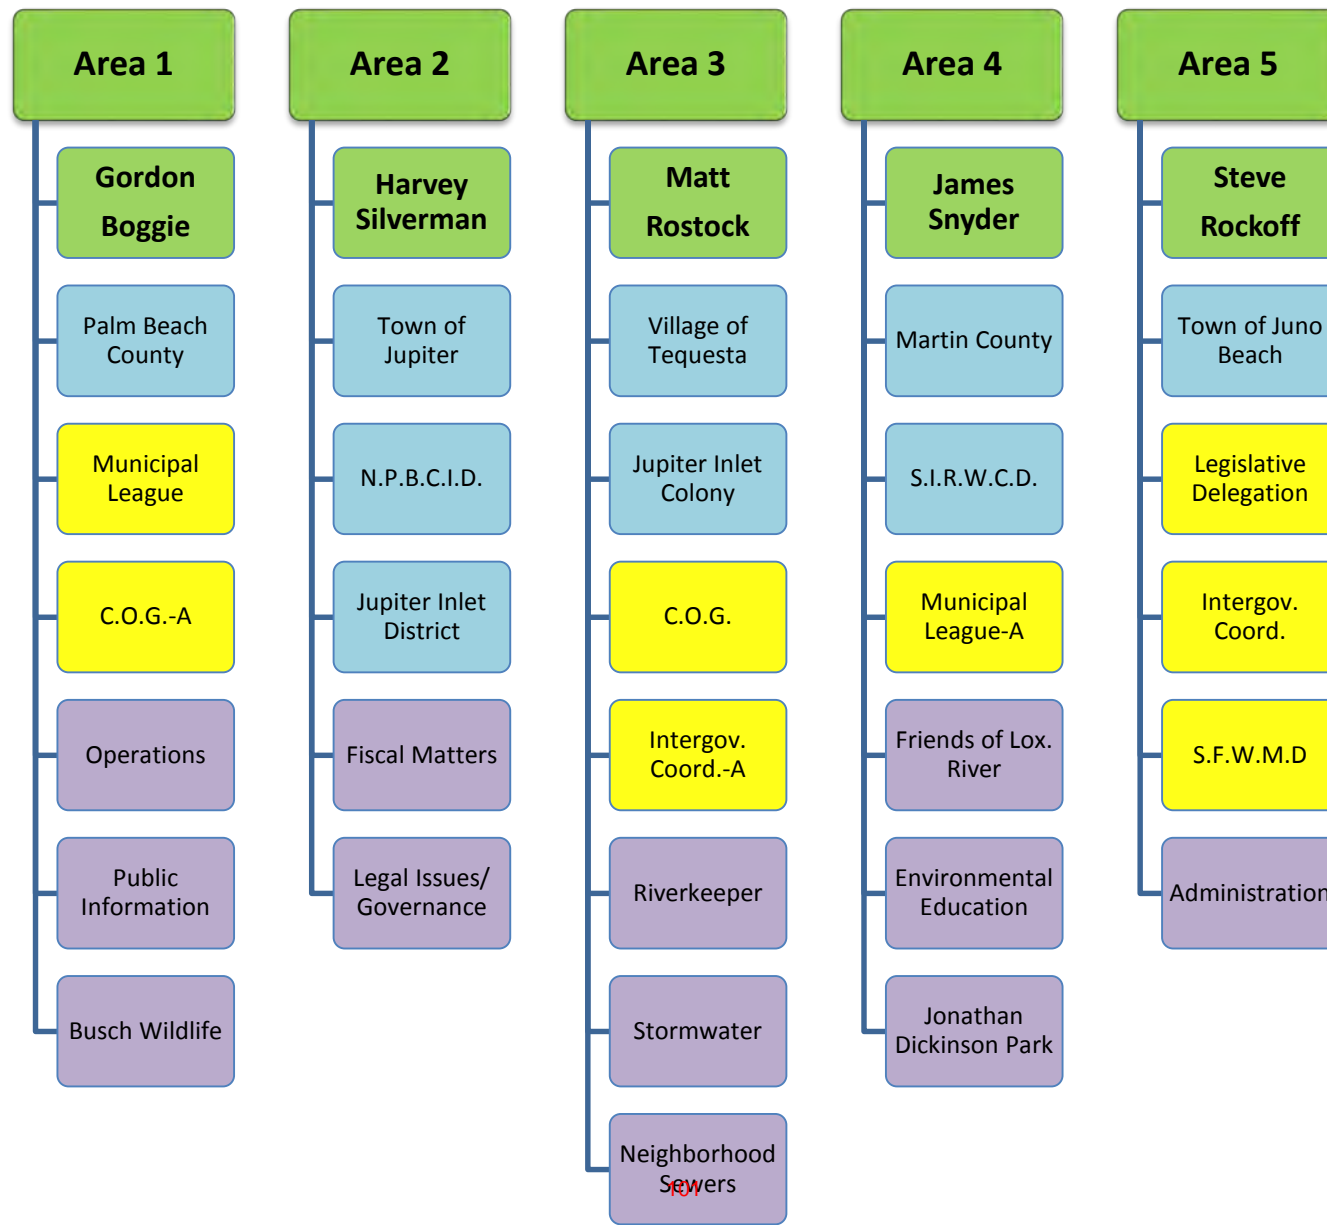 Area 1
Gordon
Boggie
Palm Beach
County
Municipal
League
C.O.G.-A
Operations
Public
Information
Busch Wildlife
Area 2
Harvey
Silverman
Town of
Jupiter
N.P.B.C.I.D.
Jupiter Inlet
District
Fiscal Matters
Legal Issues/
Governance
Area 3
Matt
Rostock
Village of
Tequesta
Jupiter Inlet
Colony
C.O.G.
Intergov.
Coord.-A
Riverkeeper
Stormwater
Neighborhood
Sewers
101
Area 4
James
Snyder
Martin County
S.I.R.W.C.D.
Municipal
League-A
Friends of Lox.
River
Environmental
Education
Jonathan
Dickinson Park
Area 5
Steve
Rockoff
Town of Juno
Beach
Legislative
Delegation
Intergov.
Coord.
S.F.W.M.D
Administration